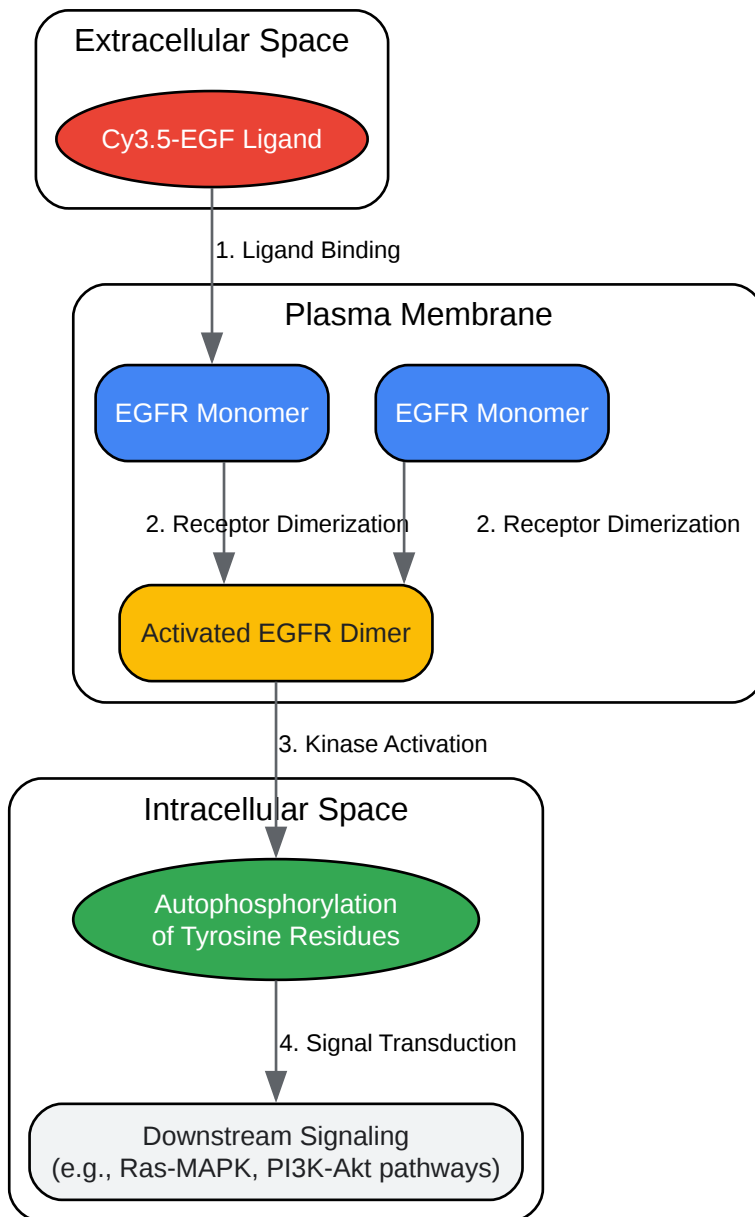 Extracellular Space
Cy3.5-EGF Ligand
1. Ligand Binding
Plasma Membrane
EGFR Monomer
EGFR Monomer
2. Receptor Dimerization
2. Receptor Dimerization
Activated EGFR Dimer
3. Kinase Activation
Intracellular Space
Autophosphorylation
of Tyrosine Residues
4. Signal Transduction
Downstream Signaling
(e.g., Ras-MAPK, PI3K-Akt pathways)